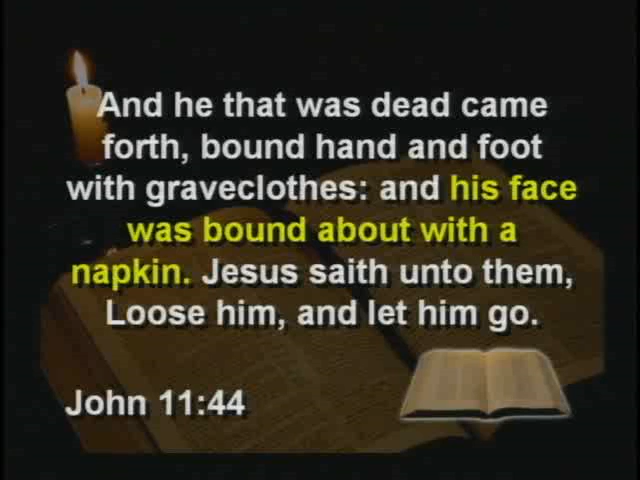 And he that was dead came
forth, bound hand and foot
with graveclothes: and his face
was bound about with a
napkin. Jesus saith unto them,
Loose him, and let him go.
John 11:44